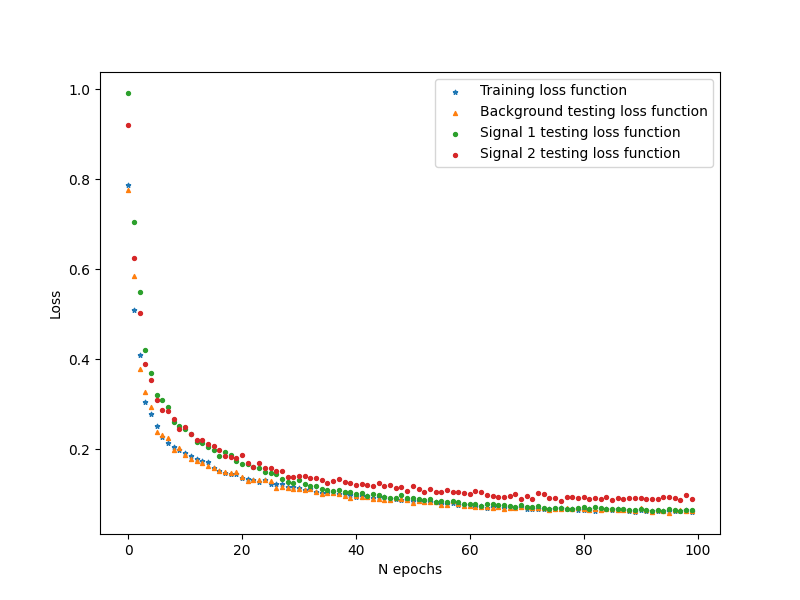 Training loss function
Background testing loss function
Signal 1 testing loss function
Signal 2 testing loss function
1.0
0.8
0.6
0.4
0.2
Loss
0
20
40
60
80
100
N epochs